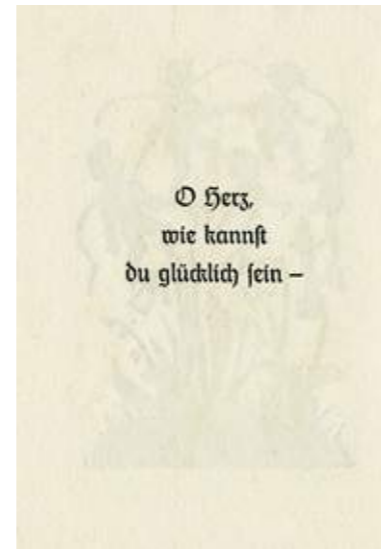 O Herz,
wie kannst
du glücklich sein –